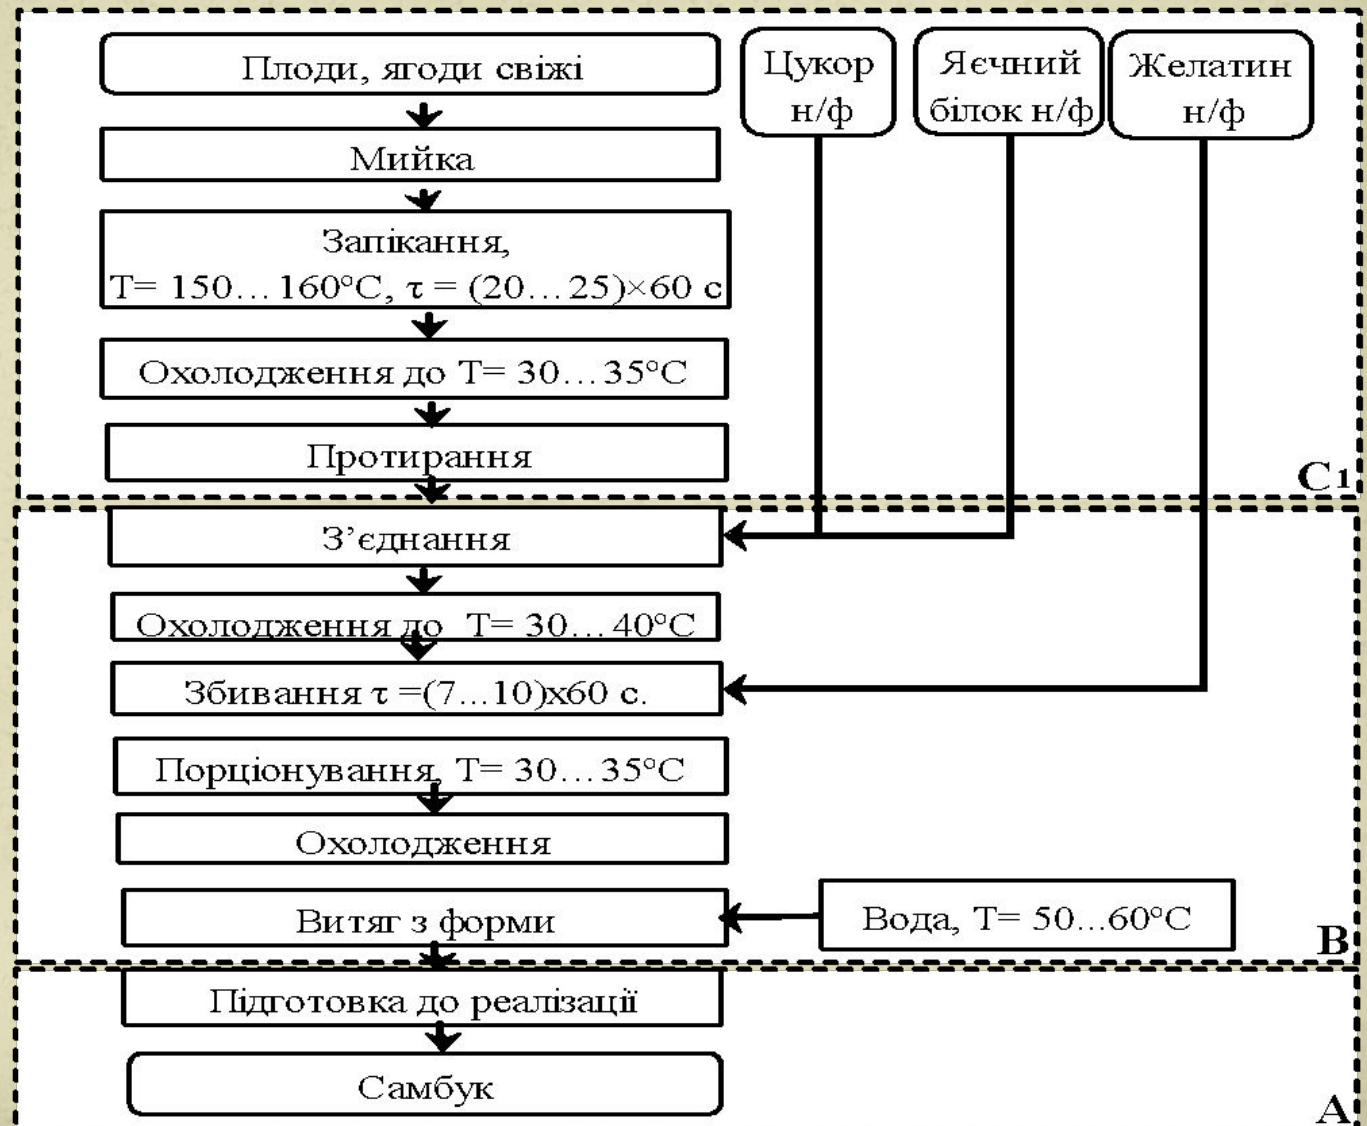 Плоди, ягоди свіжі
Цукор
н/ф
Яєчний
білок н/ф
Желатин
н/ф
Мийка
Запікання,
Т= 150... 160°С, τ = (20... 25)×60 с
Охолодження до Т= 30... 35°С
Протирання
С1
З’єднання
Охолодження до Т= 30... 40°С
Збивання τ =(7...10)х60 с.
Порціонування, Т= 30... 35°С
Охолодження
Витяг з форми
Вода, Т= 50...60°С
В
Підготовка до реалізації
Самбук
А